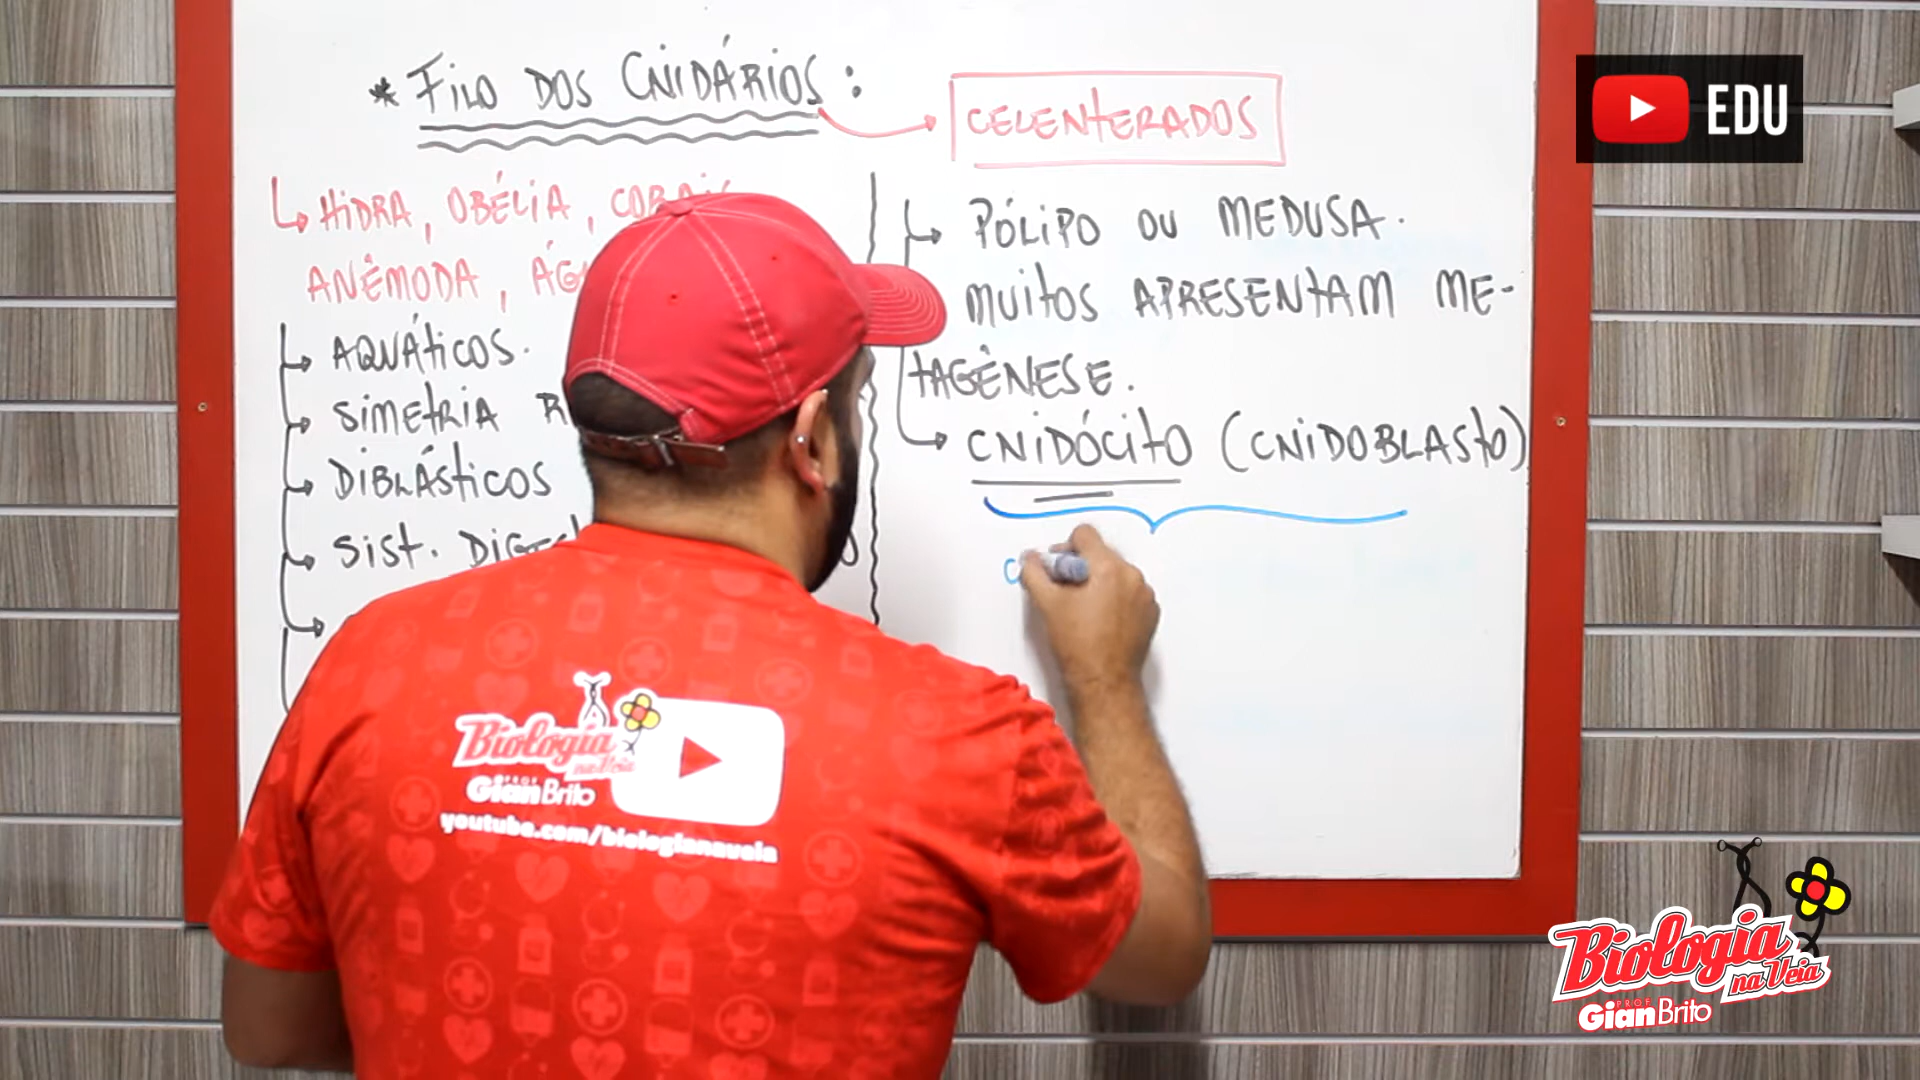 * FILO DOS CNIDÁRIOS:
CELENTERADOS
HIDRA, OBÉLIA,
ANÊMODA,
AQUÁTICOS.
SIMETRIA
DIBLÁSTICOS
SIST.
PÓLIPO OU MEDUSA.
MUITOS APRESENTAM ME-
TAGÊNESE.
CNIDÓCITO (CNIDOBLASTO)
EDU
Biologia
na Veia
PROF.
Gian Brito
youtube.com/biologianaveia
Biologia
na Veia
PROF.
Gian Brito